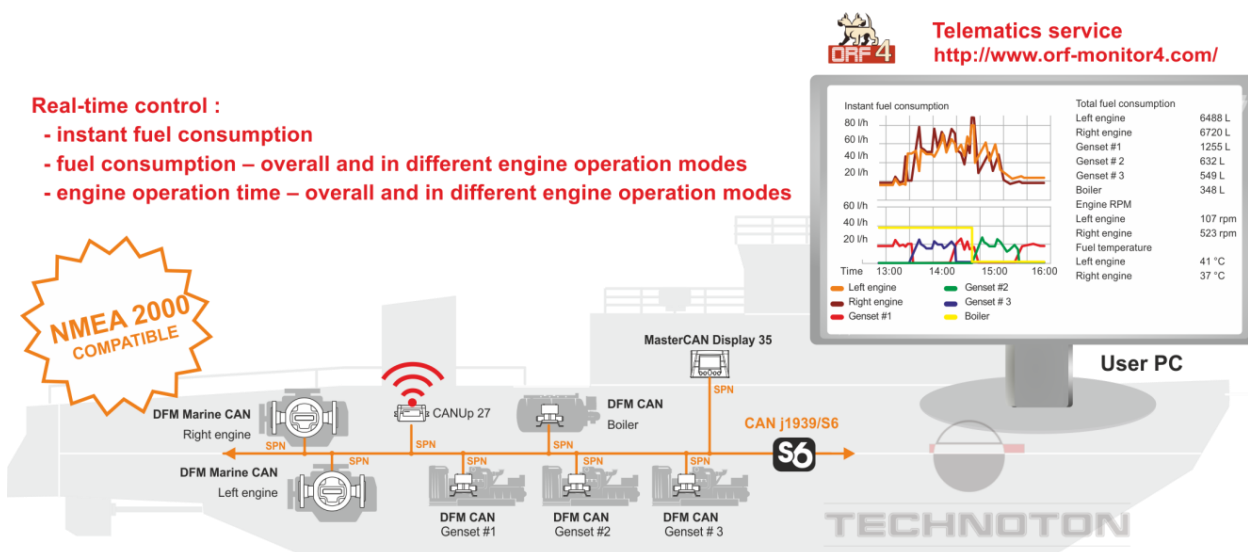 ORF 4
Telematics service
http://www.orf-monitor4.com/
Real-time control :
- instant fuel consumption
- fuel consumption – overall and in different engine operation modes
- engine operation time – overall and in different engine operation modes
Instant fuel consumption
80 l/h
60 l/h
40 l/h
20 l/h
60 l/h
40 l/h
20 l/h
Time 13:00 14:00 15:00 16:00
Left engine
Right engine
Genset #1
Genset #2
Genset # 3
Boiler
Total fuel consumption
Left engine 6488 L
Right engine 6720 L
Genset #1 1255 L
Genset # 2 632 L
Genset # 3 549 L
Boiler 348 L
Engine RPM
Left engine 107 rpm
Right engine 523 rpm
Fuel temperature
Left engine 41 °C
Right engine 37 °C
User PC
NMEA 2000
COMPATIBLE
MasterCAN Display 35
SPN
DFM Marine CAN
Right engine
SPN
CANUp 27
SPN
DFM CAN
Boiler
SPN
CAN j1939/S6
S6
DFM Marine CAN
Left engine
SPN
SPN
SPN
SPN
DFM CAN
Genset #1
DFM CAN
Genset #2
DFM CAN
Genset # 3
TECHNOTON